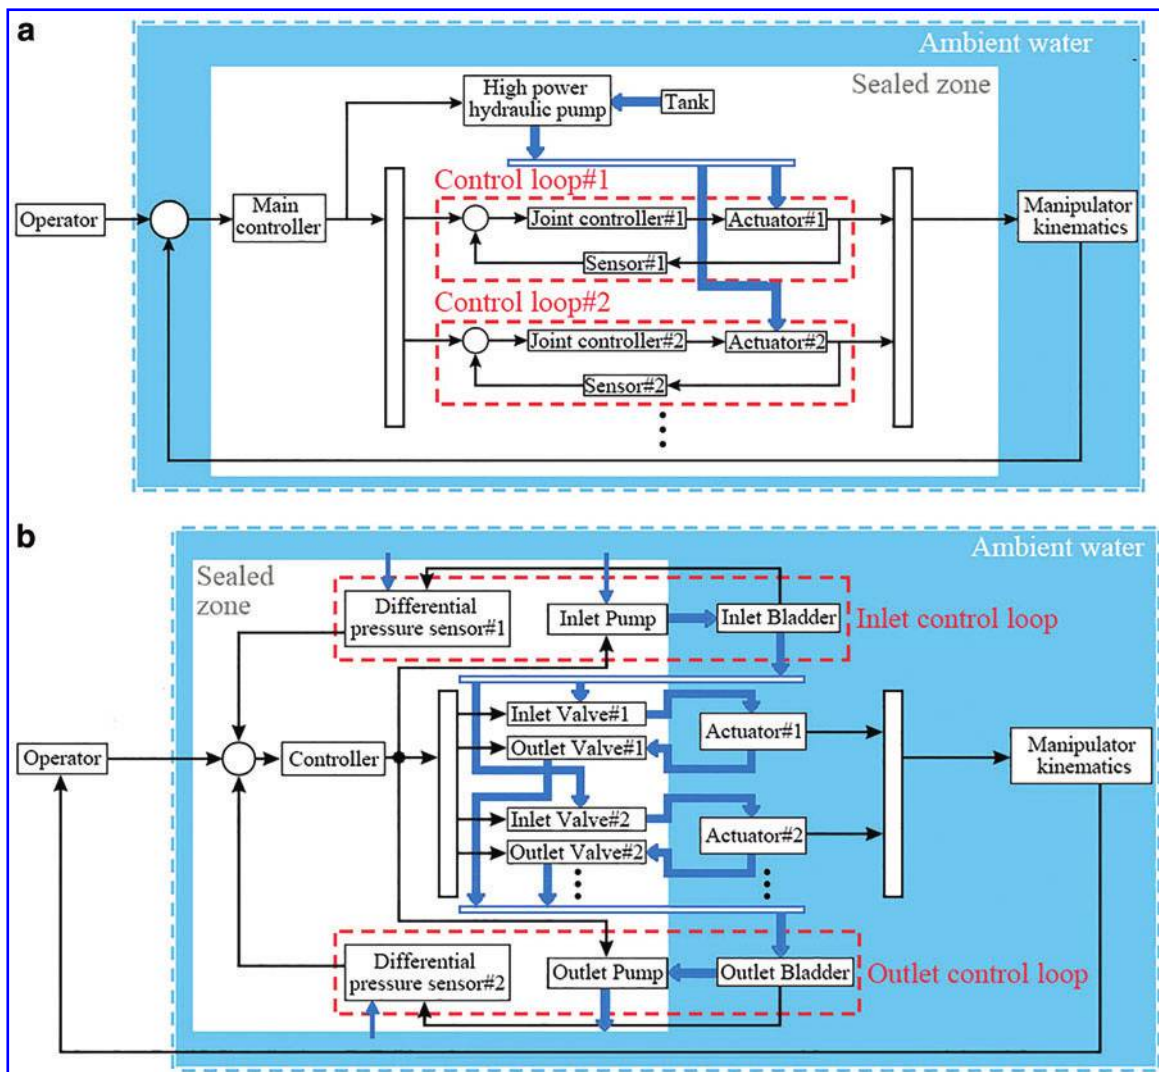 a
Ambient water
Sealed zone
High power
hydraulic pump
Tank
Control loop#1
Operator
Main
controller
Joint controller#1
Actuator#1
Manipulator
kinematics
Sensor#1
Control loop#2
Joint controller#2
Actuator#2
Sensor#2
b
Ambient water
Sealed
zone
Differential
pressure sensor#1
Inlet Pump
Inlet Bladder
Inlet control loop
Inlet Valve#1
Actuator#1
Outlet Valve#1
Operator
Controller
Manipulator
kinematics
Inlet Valve#2
Actuator#2
Outlet Valve#2
Differential
pressure sensor#2
Outlet Pump
Outlet Bladder
Outlet control loop